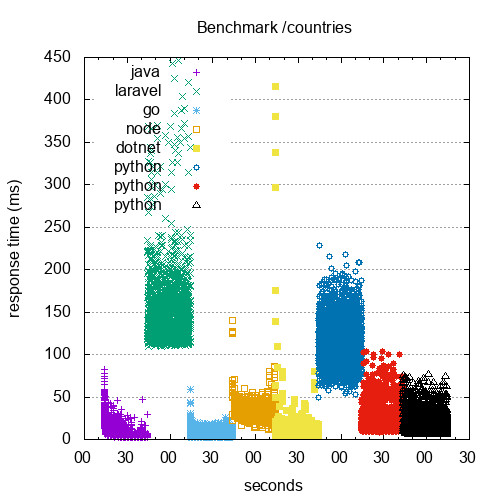 Benchmark /countries
450
400
350
300
250
200
150
100
50
0
response time (ms)
java
laravel
go
node
dotnet
python
python
python
00 30 00 30 00 30 00 30 00 30
seconds